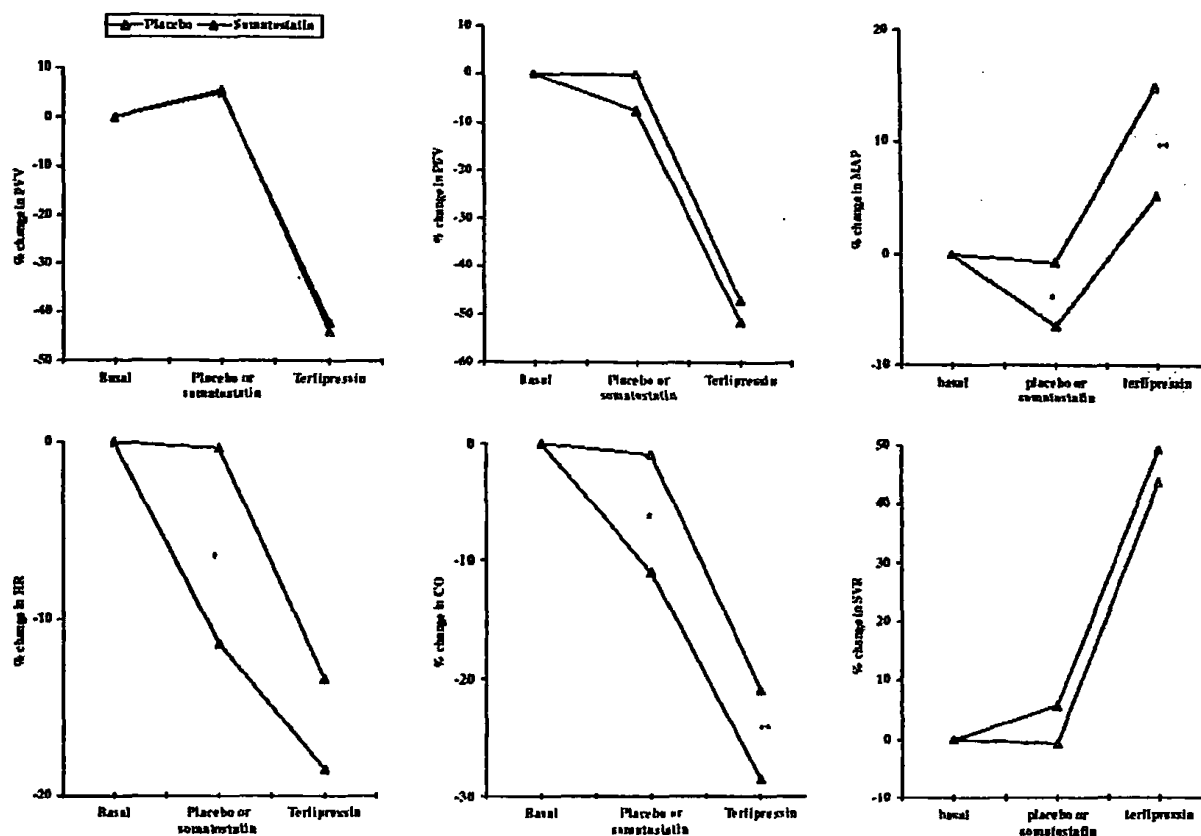 Placebo Somatostatin
% change in PVV
10
0
-10
-20
-30
-40
-50
Basal Placebo or Terlipressin
somatostatin
% change in PBV
10
0
-10
-20
-30
-40
-50
-60
Basal Placebo or Terlipressin
somatostatin
% change in MAP
20
10
0
-10
*
**
basal placebo or terlipressin
somatostatin
% change in HR
0
-10
-20
*
Basal Placebo or Terlipressin
somatostatin
% change in CO
0
-10
-20
-30
*
**
Basal Placebo or Terlipressin
somatostatin
% change in SVR
50
40
30
20
10
0
-10
basal placebo or terlipressin
somatostatin